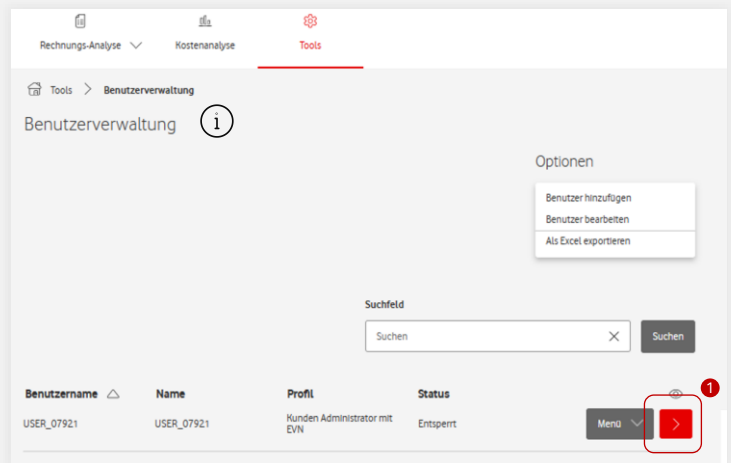 Rechnungs-Analyse
Kostenanalyse
Tools
Tools > Benutzerverwaltung
Benutzerverwaltung i
Optionen
Benutzer hinzufügen
Benutzer bearbeiten
Als Excel exportieren
Suchfeld
Suchen
Suchen
Benutzername Name Profil Status
1
USER_07921 USER_07921 Kunden Administrator mit EVN Entsperrt Menü